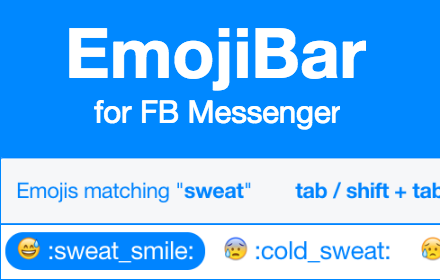 EmojiBar
for FB Messenger
Emojis matching "sweat" tab / shift + tab
😅 :sweat_smile: 😰 :cold_sweat: 😥